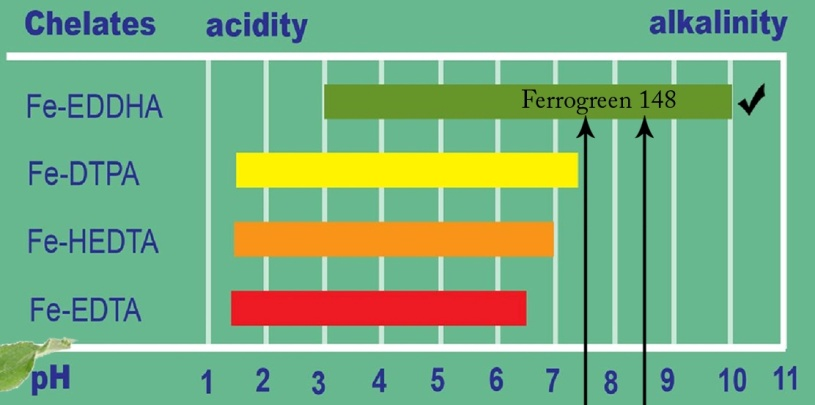 Chelates acidity alkalinity
Fe-EDDHA Ferrogreen 148
Fe-DTPA
Fe-HEDTA
Fe-EDTA
pH 1 2 3 4 5 6 7 8 9 10 11